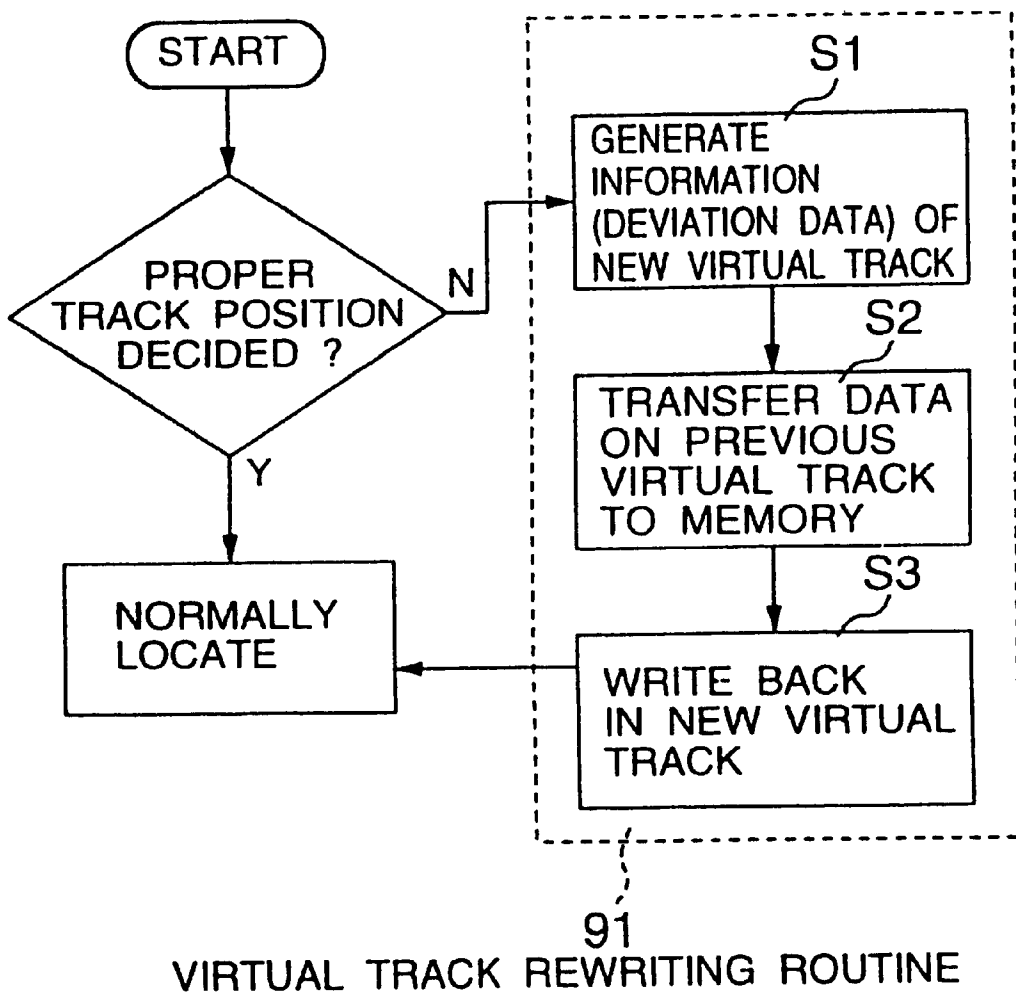 START
PROPER
TRACK POSITION
DECIDED ?
N
Y
NORMALLY
LOCATE
S1
GENERATE
INFORMATION
(DEVIATION DATA) OF
NEW VIRTUAL TRACK
S2
TRANSFER DATA
ON PREVIOUS
VIRTUAL TRACK
TO MEMORY
S3
WRITE BACK
IN NEW VIRTUAL
TRACK
91
VIRTUAL TRACK REWRITING ROUTINE